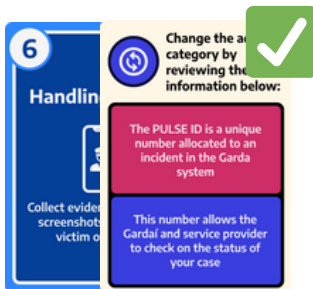 6
Handlin
Collect evide
screenshots
victim o
Change the a
category by
reviewing the
information below:
The PULSE ID is a unique
number allocated to an
incident in the Garda
system
This number allows the
Gardaí and service provider
to check on the status of
your case